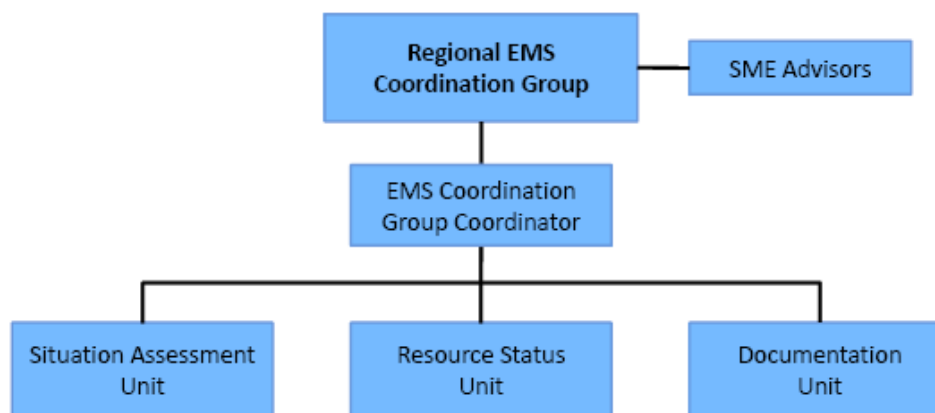 Regional EMS
Coordination Group
SME Advisors
EMS Coordination
Group Coordinator
Situation Assessment
Unit
Resource Status
Unit
Documentation
Unit